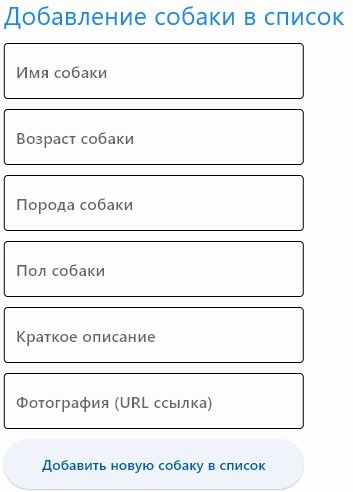 Добавление собаки в список
Имя собаки
Возраст собаки
Порода собаки
Пол собаки
Краткое описание
Фотография (URL ссылка)
Добавить новую собаку в список